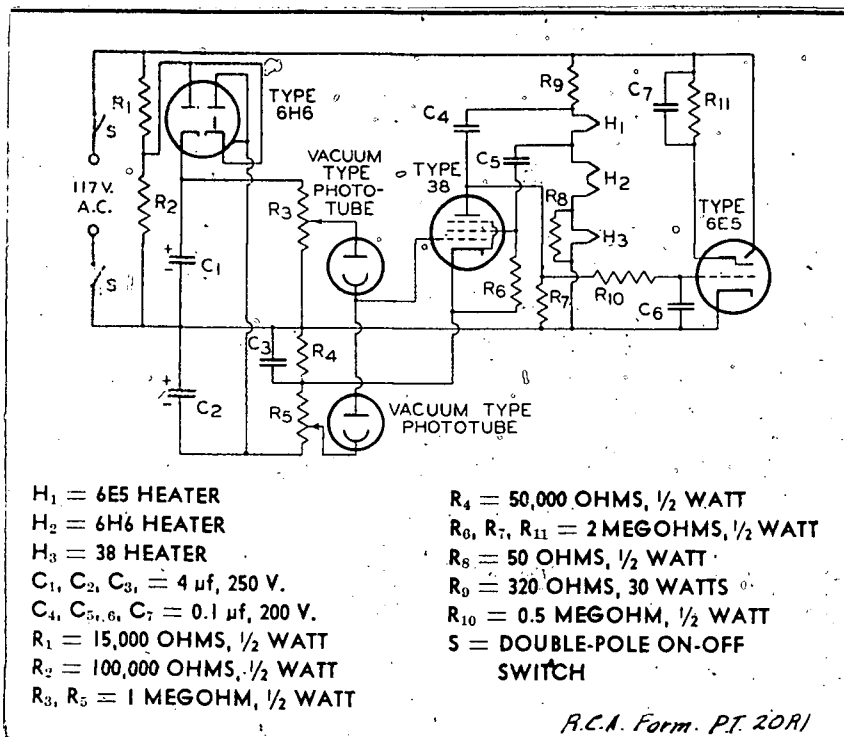 TYPE
6H6
R1
S
117 V.
A.C.
R2
S
C1
C2
+
-
+
-
VACUUM
TYPE
PHOTO-
TUBE
R3
C3
R4
R5
VACUUM TYPE
PHOTOTUBE
C4
TYPE
38
C5
R6
R7
R8
R9
H1
H2
H3
R10
C6
C7
R11
TYPE
6E5
H₁ = 6E5 HEATER
H₂ = 6H6 HEATER
H₃ = 38 HEATER
C₁, C₂, C₃, = 4 µf, 250 V.
C₄, C₅,₆, C₇ = 0.1 µf, 200 V.
R₁ = 15,000 OHMS, ½ WATT
R₂ = 100,000 OHMS, ½ WATT
R₃, R₅ = 1 MEGOHM, ½ WATT
R₄ = 50,000 OHMS, ½ WATT
R₆, R₇, R₁₁ = 2 MEGOHMS, ½ WATT
R₈ = 50 OHMS, ½ WATT
R₉ = 320 OHMS, 30 WATTS
R₁₀ = 0.5 MEGOHM, ½ WATT
S = DOUBLE-POLE ON-OFF
SWITCH
R.C.A. Form. PT. 20R1